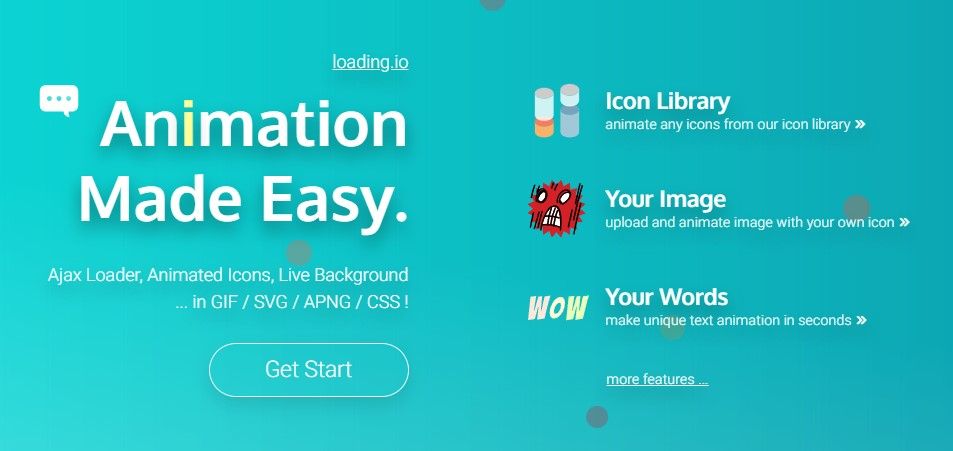 loading.io
Animation
Made Easy.
Ajax Loader, Animated Icons, Live Background
... in GIF / SVG / APNG / CSS !
Get Start
Icon Library
animate any icons from our icon library »
Your Image
upload and animate image with your own icon »
WOW
Your Words
make unique text animation in seconds »
more features ...